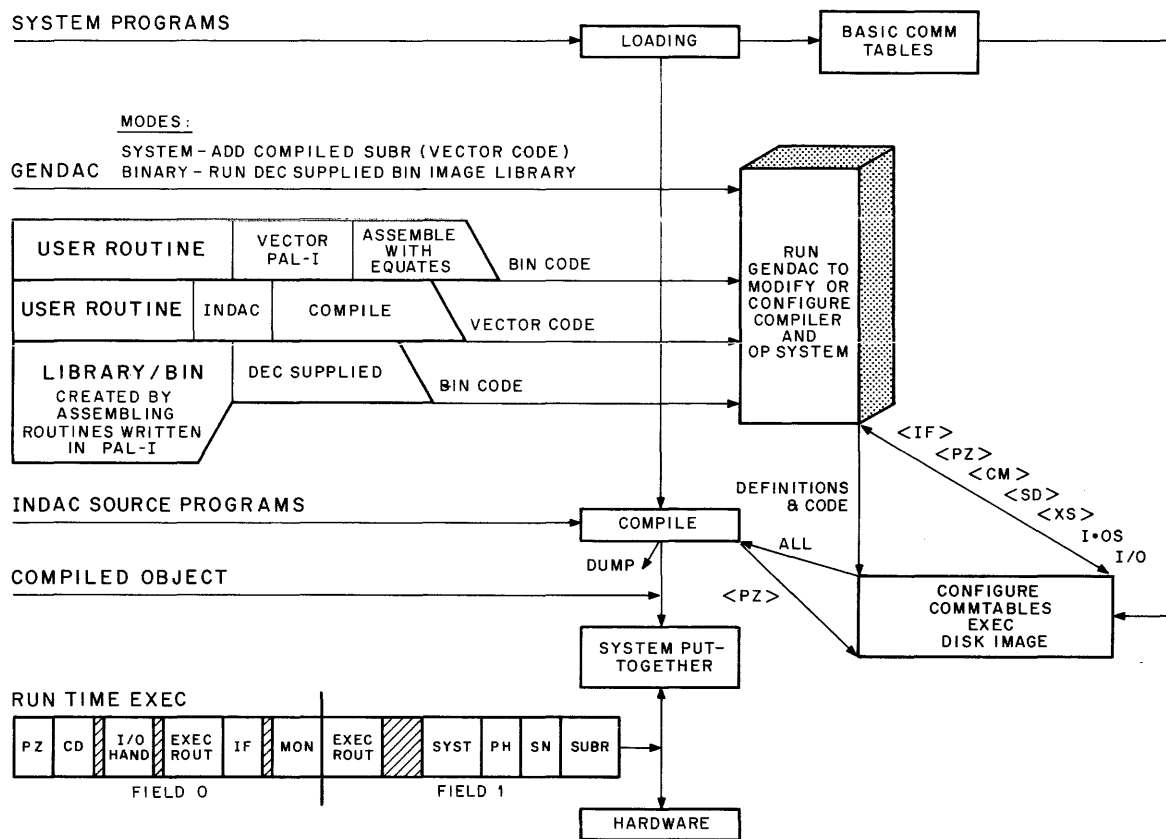 SYSTEM PROGRAMS
LOADING
BASIC COMM
TABLES
MODES:
SYSTEM-ADD COMPILED SUBR (VECTOR CODE)
GENDAC
BINARY-RUN DEC SUPPLIED BIN IMAGE LIBRARY
USER ROUTINE
VECTOR
PAL-I
ASSEMBLE
WITH
EQUATES
BIN CODE
USER ROUTINE
INDAC
COMPILE
VECTOR CODE
LIBRARY/BIN
CREATED BY
ASSEMBLING
ROUTINES WRITTEN
IN PAL-I
DEC SUPPLIED
BIN CODE
RUN
GENDAC TO
MODIFY OR
CONFIGURE
COMPILER
AND
OP SYSTEM
<IF>
<PZ>
<CM>
<SD>
<XS>
I•OS
I/O
DEFINITIONS
& CODE
INDAC SOURCE PROGRAMS
COMPILE
ALL
DUMP
<PZ>
COMPILED OBJECT
CONFIGURE
COMMTABLES
EXEC
DISK IMAGE
SYSTEM PUT-
TOGETHER
RUN TIME EXEC
PZ
CD
I/O
HAND
EXEC
ROUT
IF
MON
EXEC
ROUT
SYST
PH
SN
SUBR
FIELD 0
FIELD 1
HARDWARE